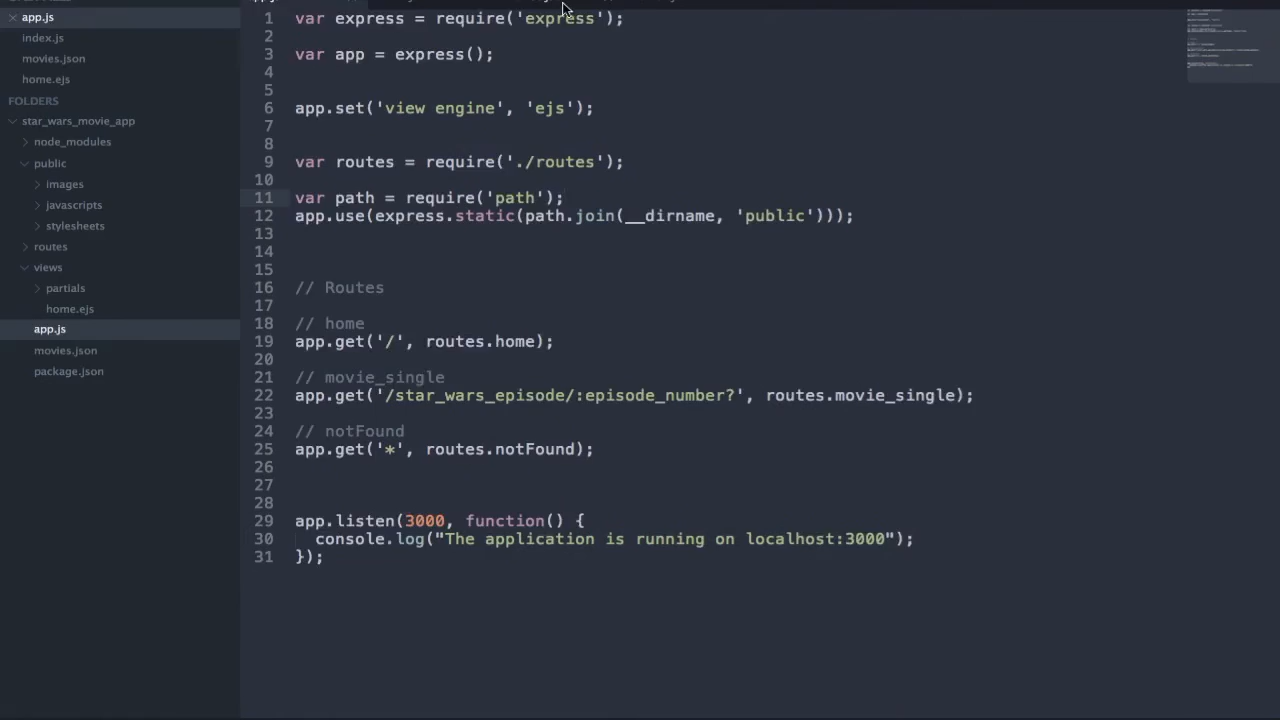 app.js
index.js
movies.json
home.ejs
FOLDERS
star_wars_movie_app
node_modules
public
images
javascripts
stylesheets
routes
views
partials
home.ejs
app.js
movies.json
package.json
1 var express = require('express');
2
3 var app = express();
4
5
6 app.set('view engine', 'ejs');
7
8
9 var routes = require('./routes');
10
11 var path = require('path');
12 app.use(express.static(path.join(__dirname, 'public')));
13
14
15
16 // Routes
17
18 // home
19 app.get('/', routes.home);
20
21 // movie_single
22 app.get('/star_wars_episode/:episode_number?', routes.movie_single);
23
24 // notFound
25 app.get('*', routes.notFound);
26
27
28
29 app.listen(3000, function() {
30   console.log("The application is running on localhost:3000");
31 });